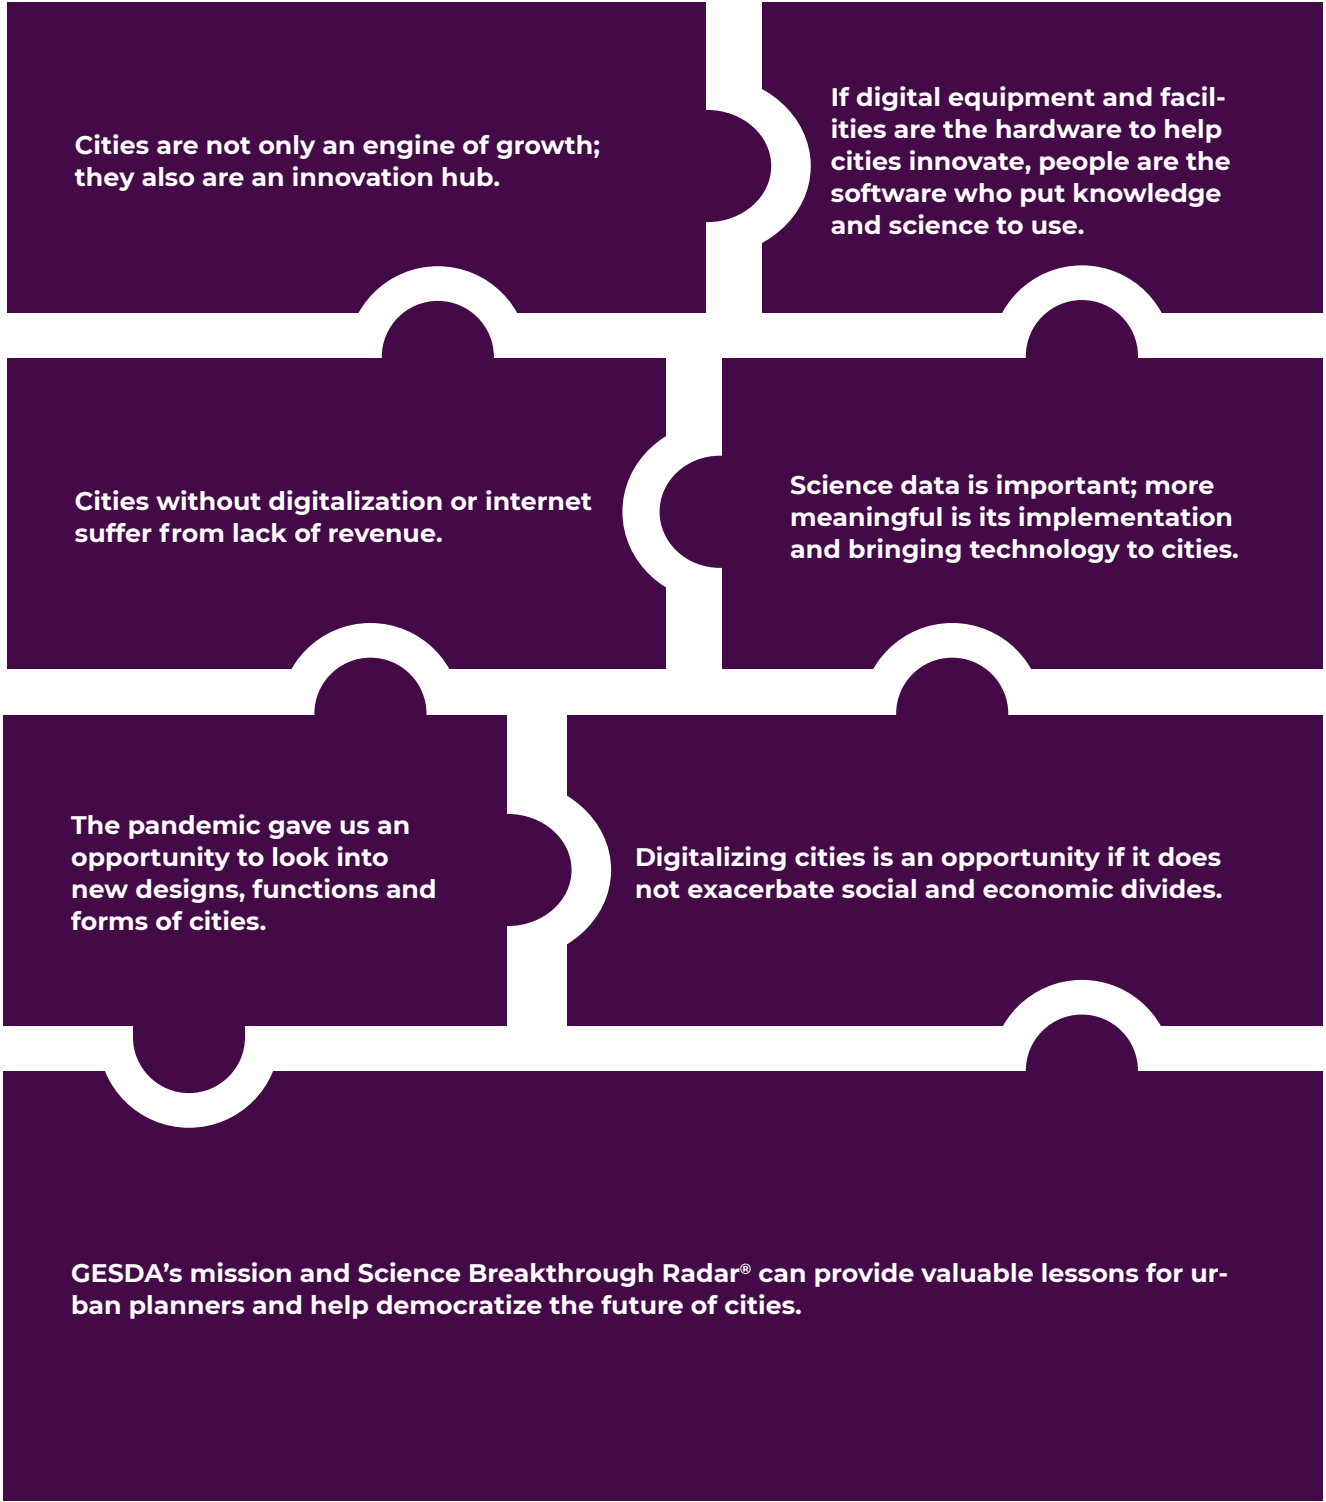 Cities are not only an engine of growth;
they also are an innovation hub.
If digital equipment and facil-
ities are the hardware to help
cities innovate, people are the
software who put knowledge
and science to use.
Cities without digitalization or internet
suffer from lack of revenue.
Science data is important; more
meaningful is its implementation
and bringing technology to cities.
The pandemic gave us an
opportunity to look into
new designs, functions and
forms of cities.
Digitalizing cities is an opportunity if it does
not exacerbate social and economic divides.
GESDA’s mission and Science Breakthrough Radar® can provide valuable lessons for ur-
ban planners and help democratize the future of cities.